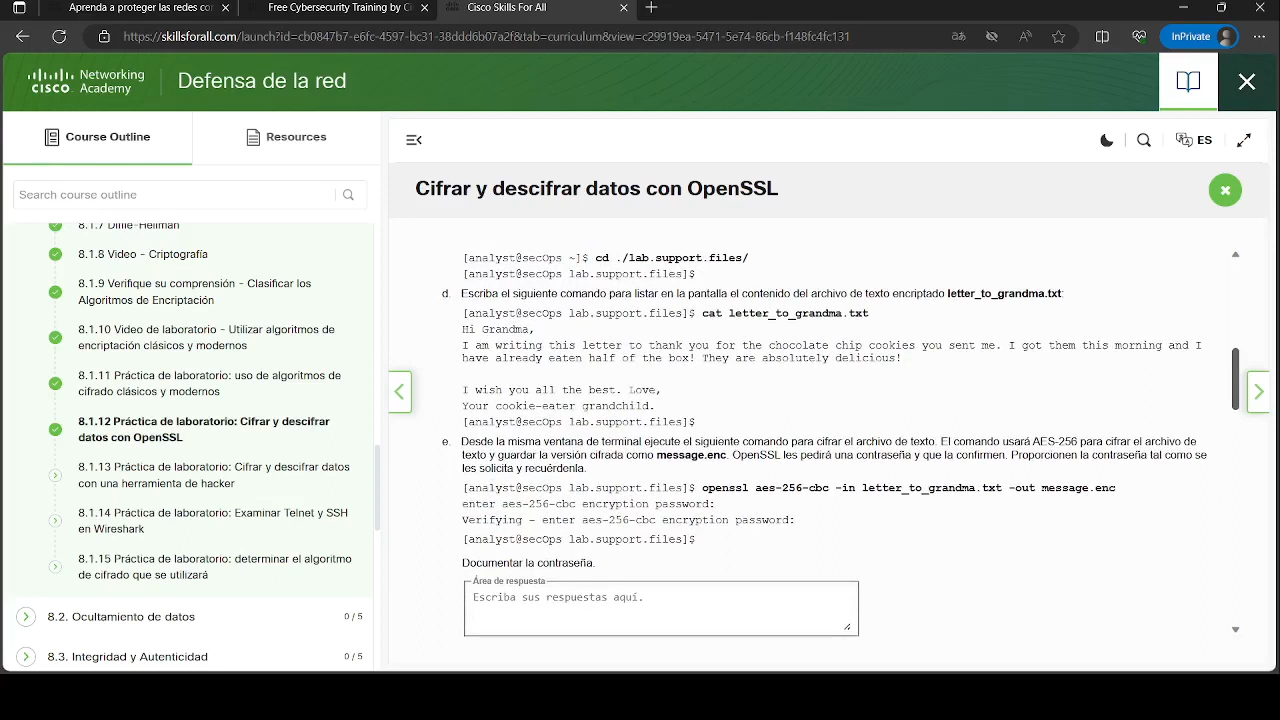 Aprenda a proteger las redes cor
Free Cybersecurity Training by Ci
Cisco Skills For All
https://skillsforall.com/launch?id=cb0847b7-e6fc-4597-bc31-38ddd6b07a2f&tab=curriculum&view=c29919ea-5471-5e74-86cb-f148fc4fc131
InPrivate
Networking
CISCO Academy
Defensa de la red
Course Outline
Resources
ES
Search course outline
Cifrar y descifrar datos con OpenSSL
8.1.7 Diffie-Hellman
8.1.8 Video - Criptografía
8.1.9 Verifique su comprensión - Clasificar los
Algoritmos de Encriptación
8.1.10 Video de laboratorio - Utilizar algoritmos de
encriptación clásicos y modernos
8.1.11 Práctica de laboratorio: uso de algoritmos de
cifrado clásicos y modernos
8.1.12 Práctica de laboratorio: Cifrar y descifrar
datos con OpenSSL
8.1.13 Práctica de laboratorio: Cifrar y descifrar datos
con una herramienta de hacker
8.1.14 Práctica de laboratorio: Examinar Telnet y SSH
en Wireshark
8.1.15 Práctica de laboratorio: determinar el algoritmo
de cifrado que se utilizará
8.2. Ocultamiento de datos 0 / 5
8.3. Integridad y Autenticidad 0 / 5
[analyst@secOps ~]$ cd ./lab.support.files/
[analyst@secOps lab.support.files]$
d. Escriba el siguiente comando para listar en la pantalla el contenido del archivo de texto encriptado letter_to_grandma.txt:
[analyst@secOps lab.support.files]$ cat letter_to_grandma.txt
Hi Grandma,
I am writing this letter to thank you for the chocolate chip cookies you sent me. I got them this morning and I
have already eaten half of the box! They are absolutely delicious!
I wish you all the best. Love,
Your cookie-eater grandchild.
[analyst@secOps lab.support.files]$
e. Desde la misma ventana de terminal ejecute el siguiente comando para cifrar el archivo de texto. El comando usará AES-256 para cifrar el archivo de
texto y guardar la versión cifrada como message.enc. OpenSSL les pedirá una contraseña y que la confirmen. Proporcionen la contraseña tal como se
les solicita y recuérdenla.
[analyst@secOps lab.support.files]$ openssl aes-256-cbc -in letter_to_grandma.txt -out message.enc
enter aes-256-cbc encryption password:
Verifying - enter aes-256-cbc encryption password:
[analyst@secOps lab.support.files]$
Documentar la contraseña.
Área de respuesta
Escriba sus respuestas aquí.